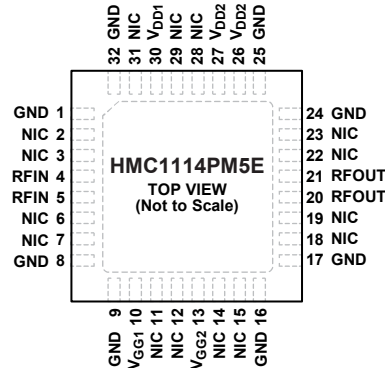 32 GND
31 NIC
30 VDD1
29 NIC
28 NIC
27 VDD2
26 VDD2
25 GND
GND 1
NIC 2
NIC 3
RFIN 4
RFIN 5
NIC 6
NIC 7
GND 8
HMC1114PM5E
TOP VIEW
(Not to Scale)
24 GND
23 NIC
22 NIC
21 RFOUT
20 RFOUT
19 NIC
18 NIC
17 GND
GND 9
VGG1 10
NIC 11
NIC 12
VGG2 13
NIC 14
NIC 15
GND 16